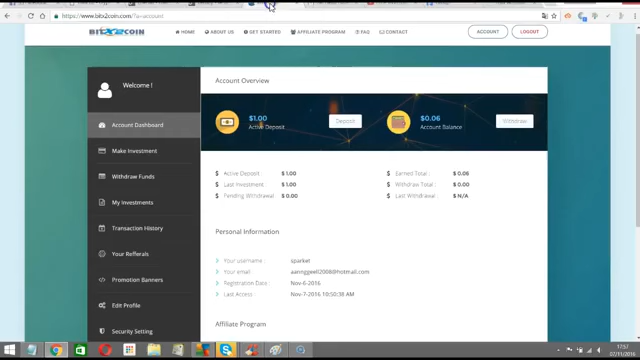 https://www.bitx2coin.com/?a=account
BITX2COIN
HOME
ABOUT US
GET STARTED
AFFILIATE PROGRAM
FAQ
CONTACT
ACCOUNT
LOGOUT
Welcome !
Account Dashboard
Make Investment
Withdraw Funds
My Investments
Transaction History
Your Refferals
Promotion Banners
Edit Profile
Security Setting
Account Overview
$1.00
Active Deposit
Deposit
$0.06
Account Balance
Withdraw
Active Deposit : $ 1.00
Last Investment : $ 1.00
Pending Withdrawal : $ 0.00
Earned Total : $ 0.06
Withdraw Total : $ 0.00
Last Withdrawal : $ N/A
Personal Information
Your username : sparket
Your email : aannggeell2008@hotmail.com
Registration Date : Nov-6-2016
Last Access : Nov-7-2016 10:50:38 AM
Affiliate Program
17:57
07/11/2016